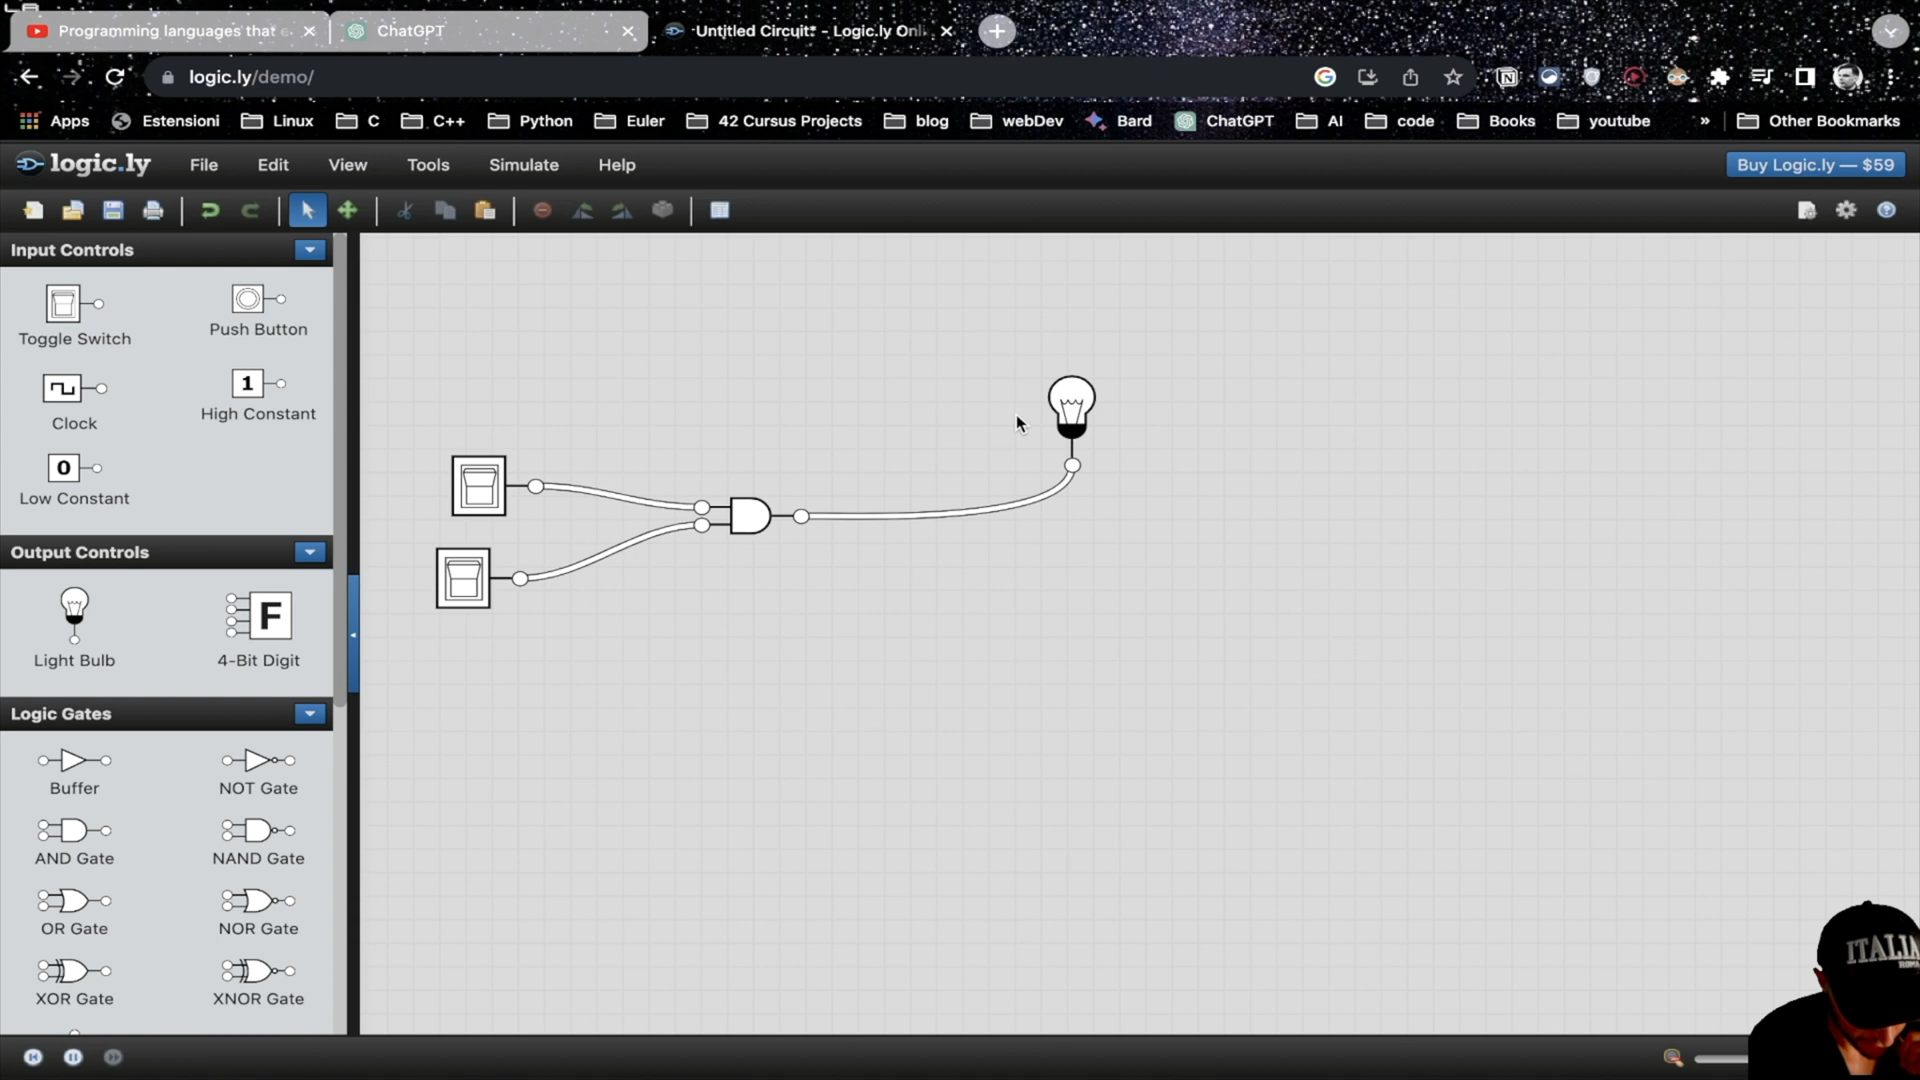 Programming languages that
ChatGPT
Untitled Circuit* - Logic.ly Onl
logic.ly/demo/
Apps
Estensioni
Linux
C
C++
Python
Euler
42 Cursus Projects
blog
webDev
Bard
ChatGPT
AI
code
Books
youtube
»
Other Bookmarks
logic.ly
File
Edit
View
Tools
Simulate
Help
Buy Logic.ly — $59
Input Controls
Toggle Switch
Push Button
Clock
1
High Constant
0
Low Constant
Output Controls
Light Bulb
F
4-Bit Digit
Logic Gates
Buffer
NOT Gate
AND Gate
NAND Gate
OR Gate
NOR Gate
XOR Gate
XNOR Gate
ITALIA
ROMA